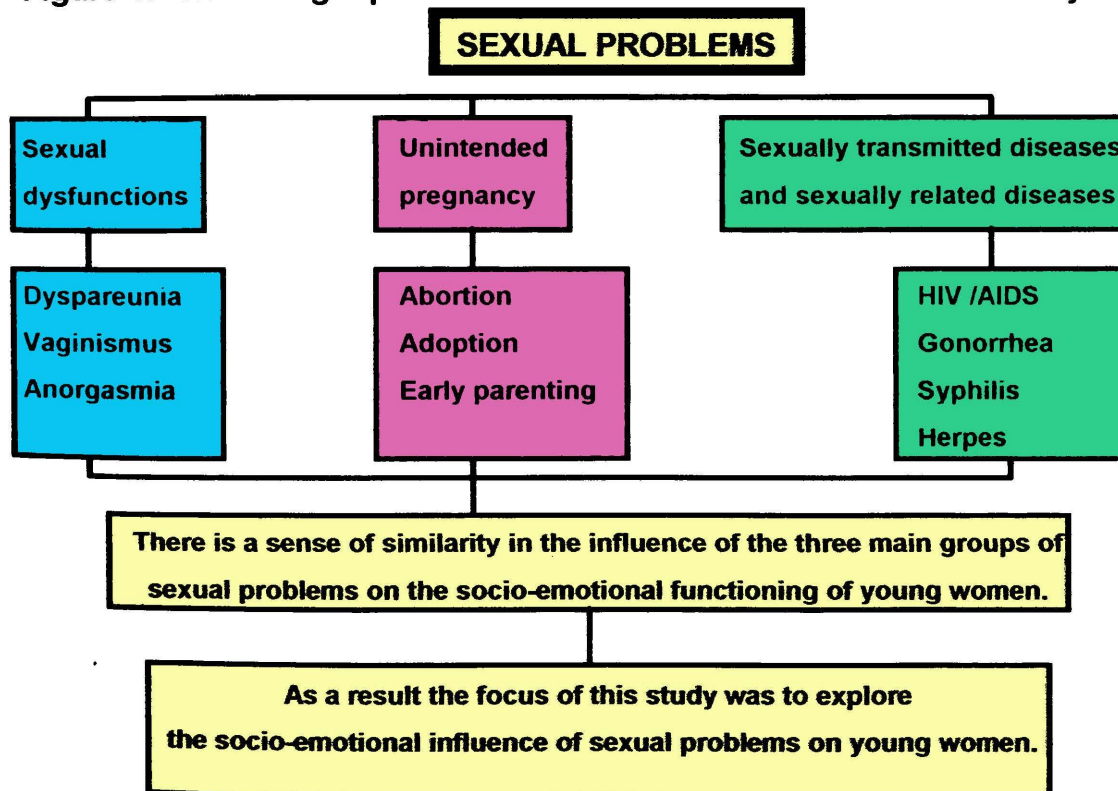 SEXUAL PROBLEMS
Sexual
dysfunctions
Unintended
pregnancy
Sexually transmitted diseases
and sexually related diseases
Dyspareunia
Vaginismus
Anorgasmia
Abortion
Adoption
Early parenting
HIV /AIDS
Gonorrhea
Syphilis
Herpes
There is a sense of similarity in the influence of the three main groups of
sexual problems on the socio-emotional functioning of young women.
As a result the focus of this study was to explore
the socio-emotional influence of sexual problems on young women.